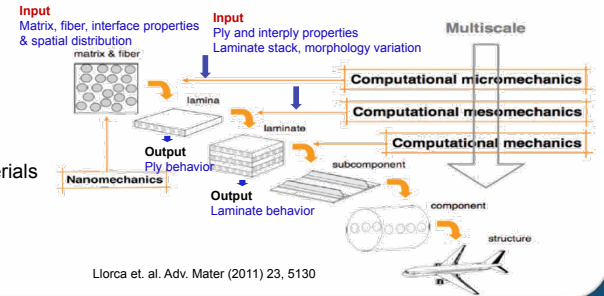 Input
Matrix, fiber, interface properties
& spatial distribution
matrix & fiber
Input
Ply and interply properties
Laminate stack, morphology variation
Multiscale
Computational micromechanics
lamina
Computational mesomechanics
laminate
Computational mechanics
Output
Ply behavior
subcomponent
erials
Nanomechanics
Output
Laminate behavior
component
structure
Llorca et. al. Adv. Mater (2011) 23, 5130